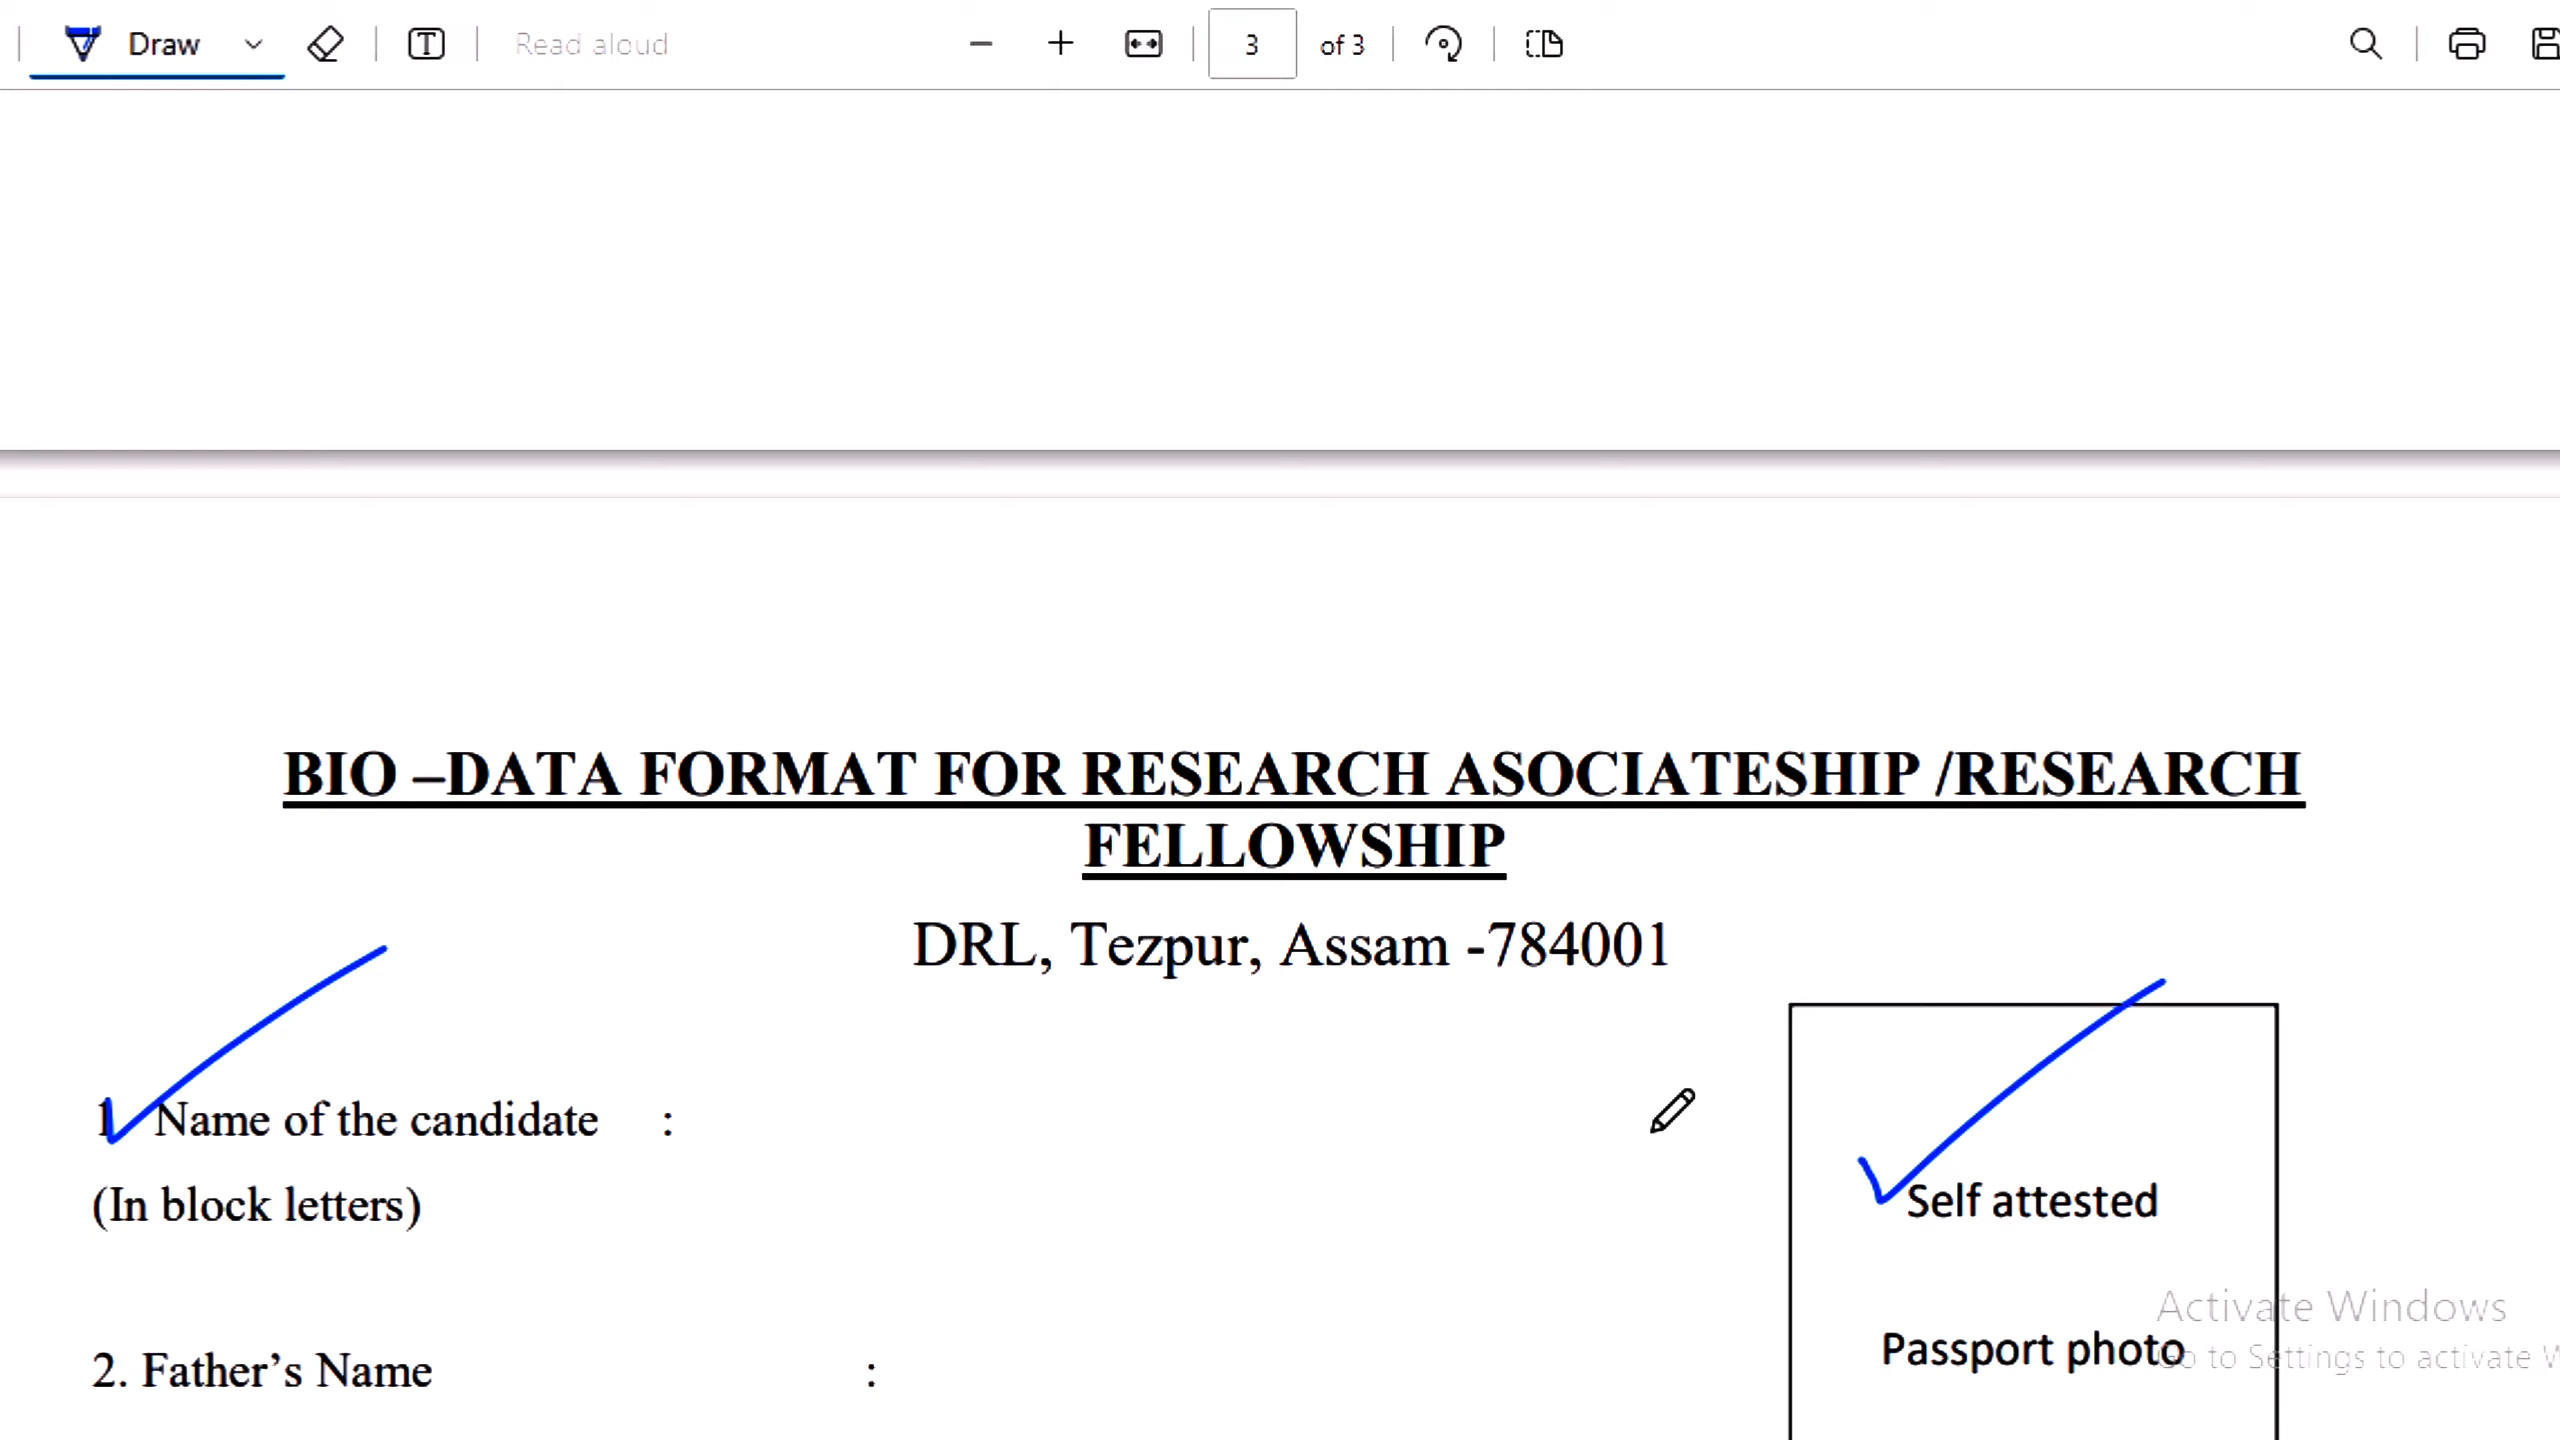 Draw
Read aloud
3 of 3
BIO –DATA FORMAT FOR RESEARCH ASOCIATESHIP /RESEARCH
FELLOWSHIP
DRL, Tezpur, Assam -784001
1 Name of the candidate :
(In block letters)
Self attested
Passport photo
2. Father’s Name :
Activate Windows
Go to Settings to activate W